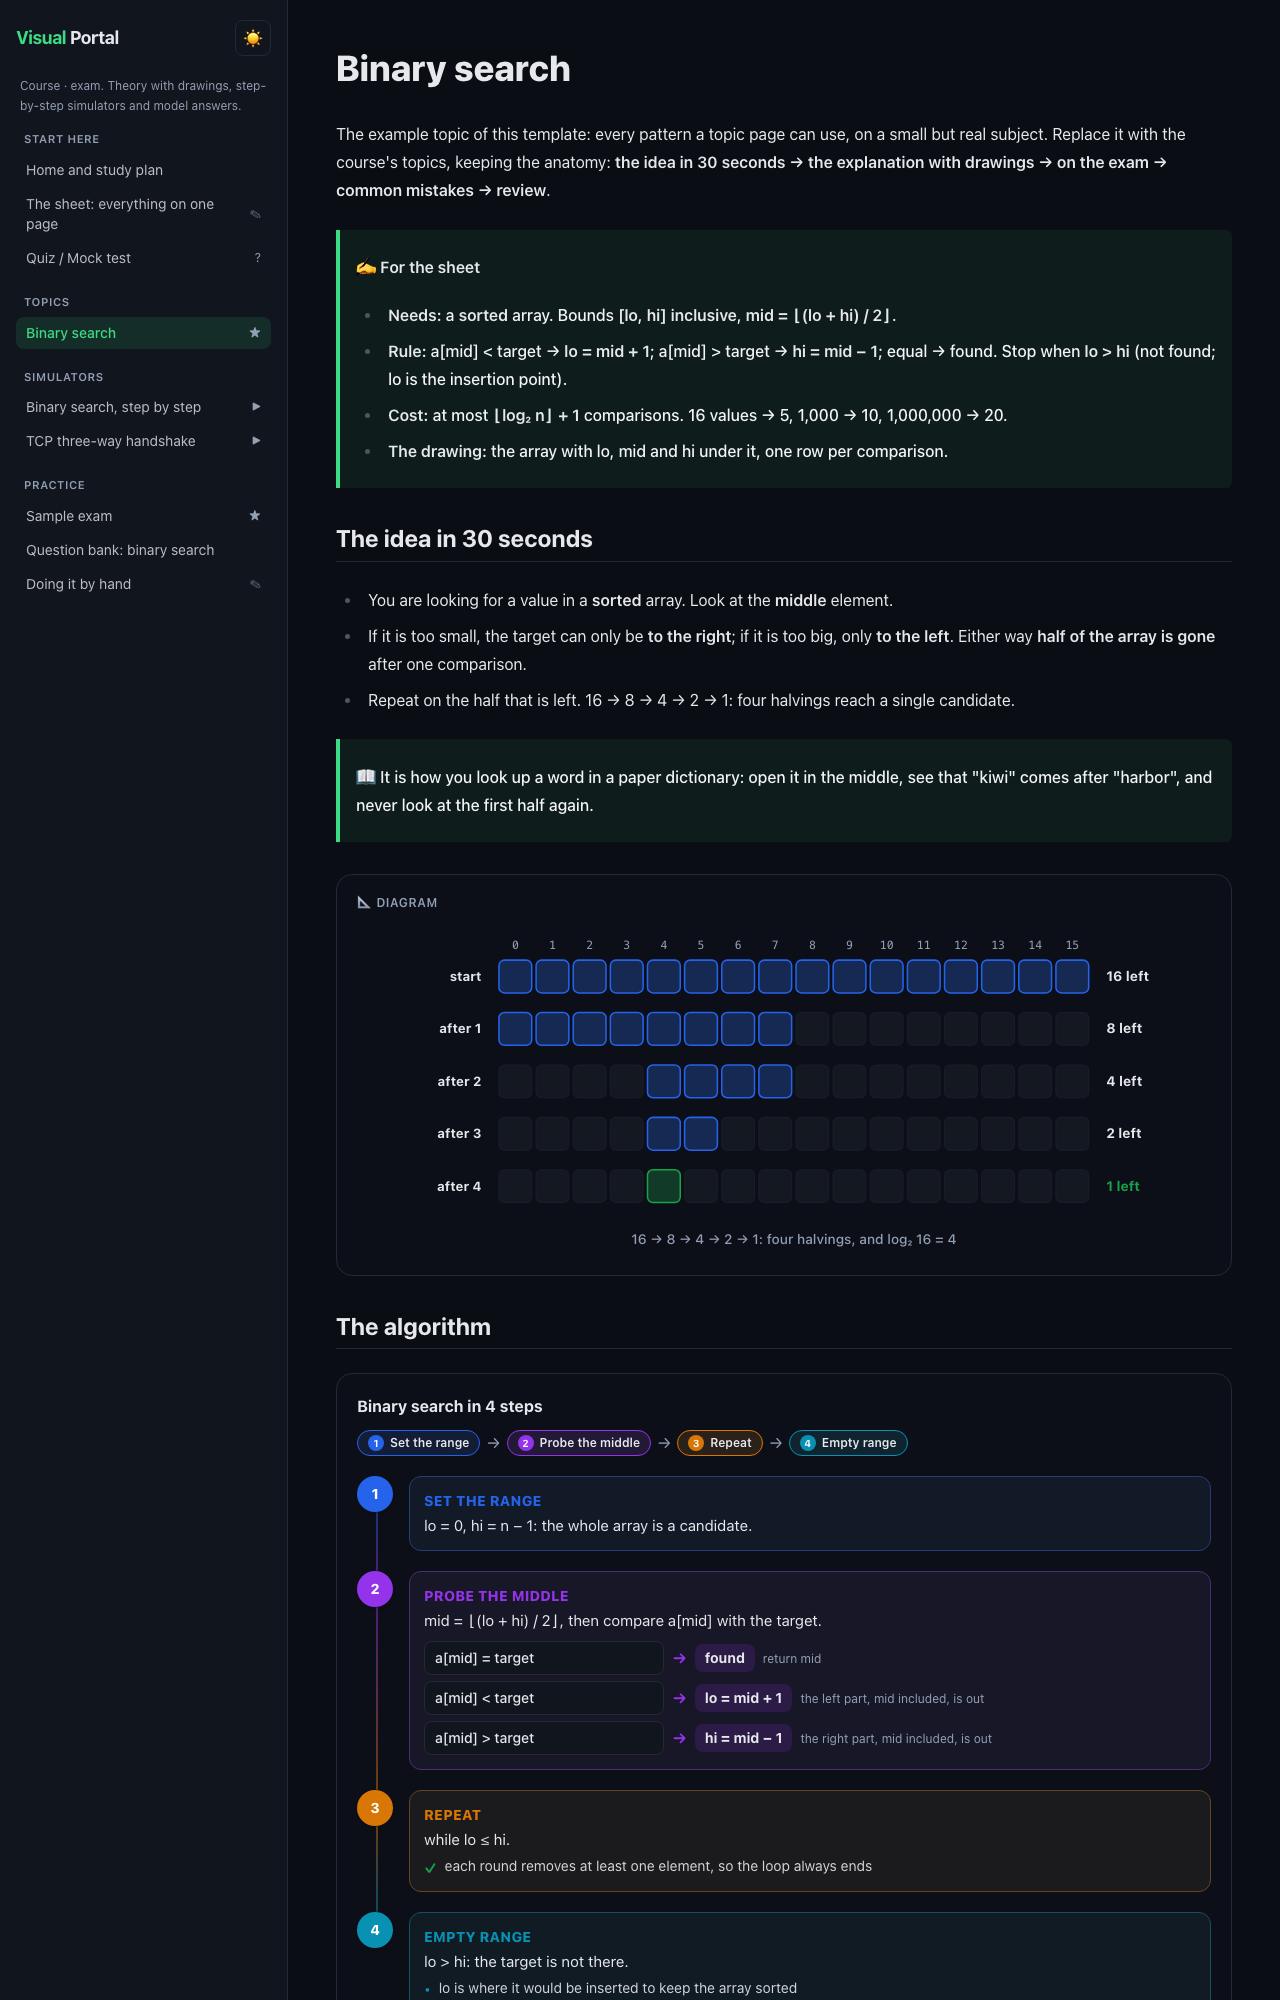 Visual Portal
Course · exam. Theory with drawings, step-
by-step simulators and model answers.
START HERE
Home and study plan
The sheet: everything on one
page
Quiz / Mock test ?
TOPICS
Binary search ★
SIMULATORS
Binary search, step by step ▶
TCP three-way handshake ▶
PRACTICE
Sample exam ★
Question bank: binary search
Doing it by hand
Binary search
The example topic of this template: every pattern a topic page can use, on a small but real subject. Replace it with the
course's topics, keeping the anatomy: the idea in 30 seconds → the explanation with drawings → on the exam →
common mistakes → review.
✍️ For the sheet
• Needs: a sorted array. Bounds [lo, hi] inclusive, mid = ⌊(lo + hi) / 2⌋.
• Rule: a[mid] < target → lo = mid + 1; a[mid] > target → hi = mid − 1; equal → found. Stop when lo > hi (not found;
lo is the insertion point).
• Cost: at most ⌊log₂ n⌋ + 1 comparisons. 16 values → 5, 1,000 → 10, 1,000,000 → 20.
• The drawing: the array with lo, mid and hi under it, one row per comparison.
The idea in 30 seconds
• You are looking for a value in a sorted array. Look at the middle element.
• If it is too small, the target can only be to the right; if it is too big, only to the left. Either way half of the array is gone
after one comparison.
• Repeat on the half that is left. 16 → 8 → 4 → 2 → 1: four halvings reach a single candidate.
📖 It is how you look up a word in a paper dictionary: open it in the middle, see that "kiwi" comes after "harbor", and
never look at the first half again.
📐 DIAGRAM
0 1 2 3 4 5 6 7 8 9 10 11 12 13 14 15
start 16 left
after 1 8 left
after 2 4 left
after 3 2 left
after 4 1 left
16 → 8 → 4 → 2 → 1: four halvings, and log₂ 16 = 4
The algorithm
Binary search in 4 steps
1 Set the range → 2 Probe the middle → 3 Repeat → 4 Empty range
1 SET THE RANGE
lo = 0, hi = n − 1: the whole array is a candidate.
2 PROBE THE MIDDLE
mid = ⌊(lo + hi) / 2⌋, then compare a[mid] with the target.
a[mid] = target → found return mid
a[mid] < target → lo = mid + 1 the left part, mid included, is out
a[mid] > target → hi = mid − 1 the right part, mid included, is out
3 REPEAT
while lo ≤ hi.
✓ each round removes at least one element, so the loop always ends
4 EMPTY RANGE
lo > hi: the target is not there.
• lo is where it would be inserted to keep the array sorted